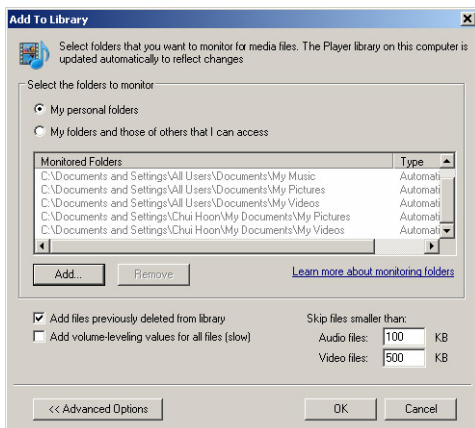 Add To Library
Select folders that you want to monitor for media files. The Player library on this computer is
updated automatically to reflect changes
Select the folders to monitor
My personal folders
My folders and those of others that I can access
Monitored Folders Type
C:\Documents and Settings\All Users\Documents\My Music Automati
C:\Documents and Settings\All Users\Documents\My Pictures Automati
C:\Documents and Settings\All Users\Documents\My Videos Automati
C:\Documents and Settings\Chui Hoon\My Documents\My Pictures Automati
C:\Documents and Settings\Chui Hoon\My Documents\My Videos Automati
Add... Remove Learn more about monitoring folders
Add files previously deleted from library Skip files smaller than:
Add volume-leveling values for all files (slow) Audio files: 100 KB
Video files: 500 KB
<< Advanced Options OK Cancel